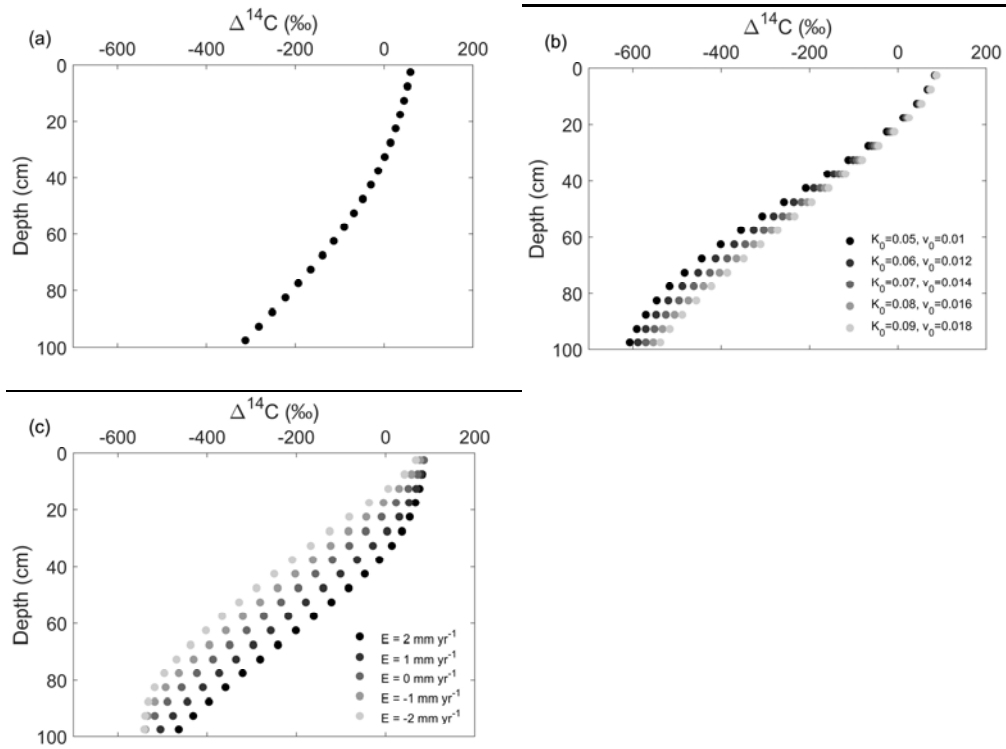 (a)
Δ¹⁴C (‰)
-600 -400 -200 0 200
0
20
40
60
80
100
Depth (cm)
(b)
Δ¹⁴C (‰)
-600 -400 -200 0 200
0
20
40
60
80
100
Depth (cm)
K₀=0.05, v₀=0.01
K₀=0.06, v₀=0.012
K₀=0.07, v₀=0.014
K₀=0.08, v₀=0.016
K₀=0.09, v₀=0.018
(c)
Δ¹⁴C (‰)
-600 -400 -200 0 200
0
20
40
60
80
100
Depth (cm)
E = 2 mm yr⁻¹
E = 1 mm yr⁻¹
E = 0 mm yr⁻¹
E = -1 mm yr⁻¹
E = -2 mm yr⁻¹